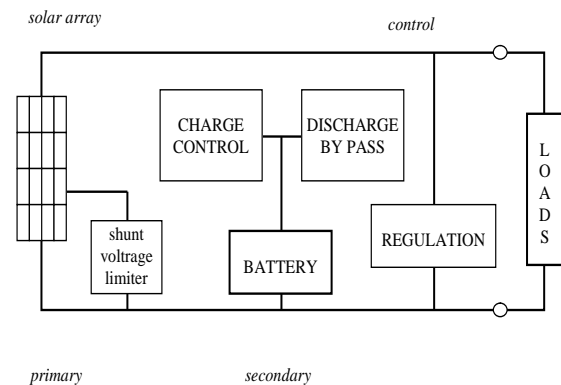 solar array
control
CHARGE
CONTROL
DISCHARGE
BY PASS
L
O
A
D
S
shunt
voltrage
limiter
BATTERY
REGULATION
primary
secondary